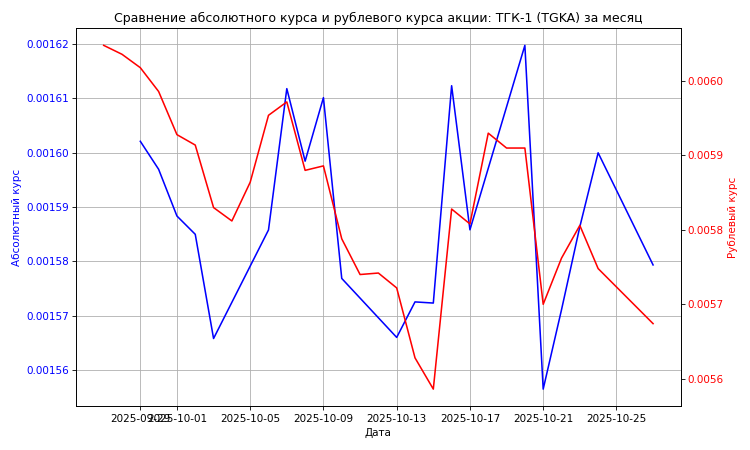 Сравнение абсолютного курса и рублевого курса акции: ТГК-1 (TGKA) за месяц
0.00162
0.00161
0.00160
0.00159
0.00158
0.00157
0.00156
Абсолютный курс
0.0060
0.0059
0.0058
0.0057
0.0056
Рублевый курс
2025-09-29 2025-10-01 2025-10-05 2025-10-09 2025-10-13 2025-10-17 2025-10-21 2025-10-25
Дата